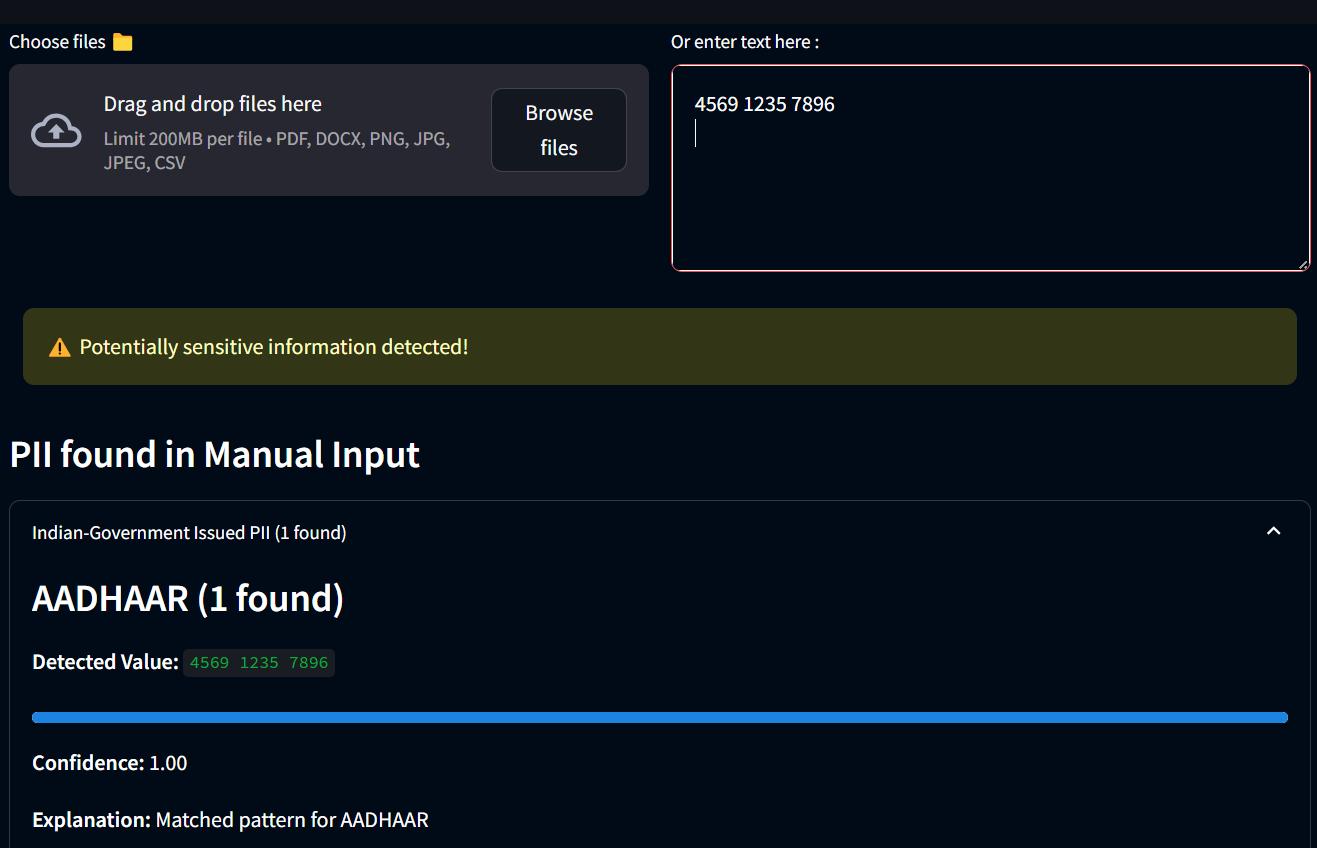 Choose files 📁
Drag and drop files here
Limit 200MB per file • PDF, DOCX, PNG, JPG,
JPEG, CSV
Browse
files
Or enter text here :
4569 1235 7896
⚠️ Potentially sensitive information detected!
PII found in Manual Input
Indian-Government Issued PII (1 found)
AADHAAR (1 found)
Detected Value: 4569 1235 7896
Confidence: 1.00
Explanation: Matched pattern for AADHAAR